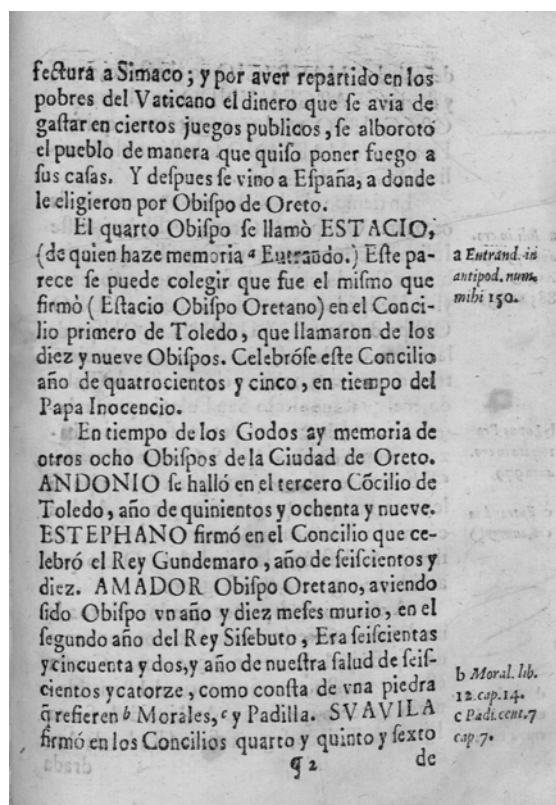 fecturá a Simaco; y por aver repartido en los
pobres del Vaticano el dinero que ſe avia de
gaſtar en ciertos juegos publicos, ſe alborotò
el pueblo de manera que quiſo poner fuego a
ſus caſas. Y deſpues ſe vino a Eſpaña, a donde
le eligieron por Obiſpo de Oreto.
El quarto Obiſpo ſe llamò ESTACIO,
(de quien haze memoria ª Eutrando.) Eſte pa-
rece ſe puede colegir que fue el miſmo que
firmò (Eſtacio Obiſpo Oretano) en el Conci-
lio primero de Toledo, que llamaron de los
diez y nueve Obiſpos. Celebróſe eſte Concilio
año de quatrocientos y cinco, en tiempo del
Papa Inocencio.
En tiempo de los Godos ay memoria de
otros ocho Obiſpos de la Ciudad de Oreto.
ANDONIO ſe halló en el tercero Cõcilio de
Toledo, año de quinientos y ochenta y nueve.
ESTEPHANO firmó en el Concilio que ce-
lebró el Rey Gundemaro, año de ſeiſcientos y
diez. AMADOR Obiſpo Oretano, aviendo
ſido Obiſpo vn año y diez meſes murio, en el
ſegundo año del Rey Siſebuto, Era ſeiſcientas
y cincuenta y dos, y año de nueſtra ſalud de ſeiſ-
cientos y catorze, como conſta de vna piedra
q̃ refieren ᵇ Morales, ᶜ y Padilla. SVAVILA
firmó en los Concilios quarto y quinto y ſexto
¶ 2 de
a Eutrand. in
antipod. num.
mihi 150.
b Moral. lib.
12. cap. 14.
c Padi. cent. 7
cap. 7.